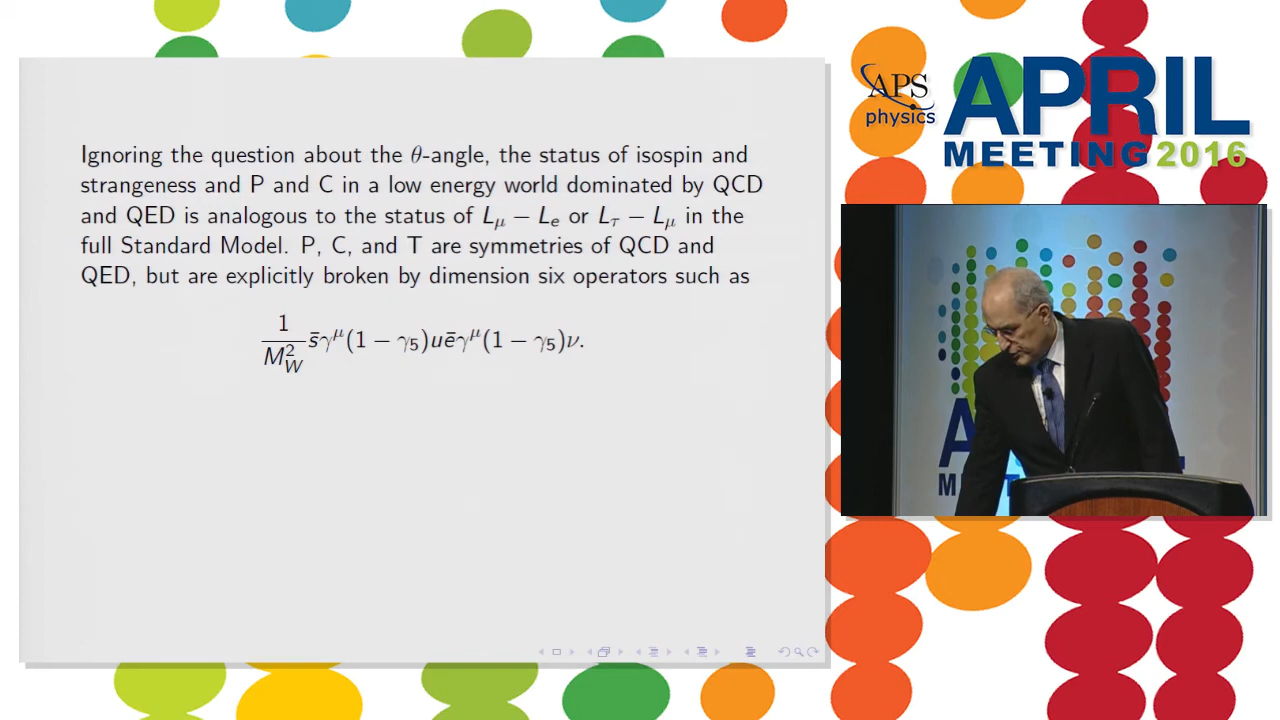 Ignoring the question about the θ-angle, the status of isospin and
strangeness and P and C in a low energy world dominated by QCD
and QED is analogous to the status of L_μ − L_e or L_τ − L_μ in the
full Standard Model. P, C, and T are symmetries of QCD and
QED, but are explicitly broken by dimension six operators such as
1/M_W^2 s̄γ^μ(1 − γ_5)uēγ^μ(1 − γ_5)ν.
APS
physics
APRIL
MEETING 2016